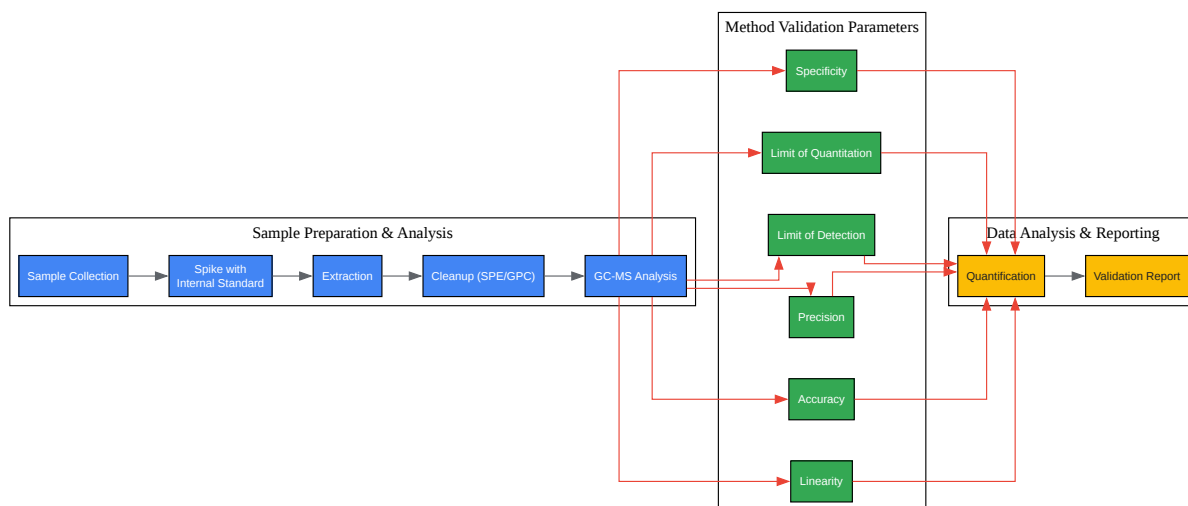 Method Validation Parameters
Specificity
Limit of Quantitation
Sample Preparation & Analysis
Limit of Detection
Data Analysis & Reporting
Sample Collection
Spike with
Internal Standard
Extraction
Cleanup (SPE/GPC)
GC-MS Analysis
Quantification
Validation Report
Precision
Accuracy
Linearity